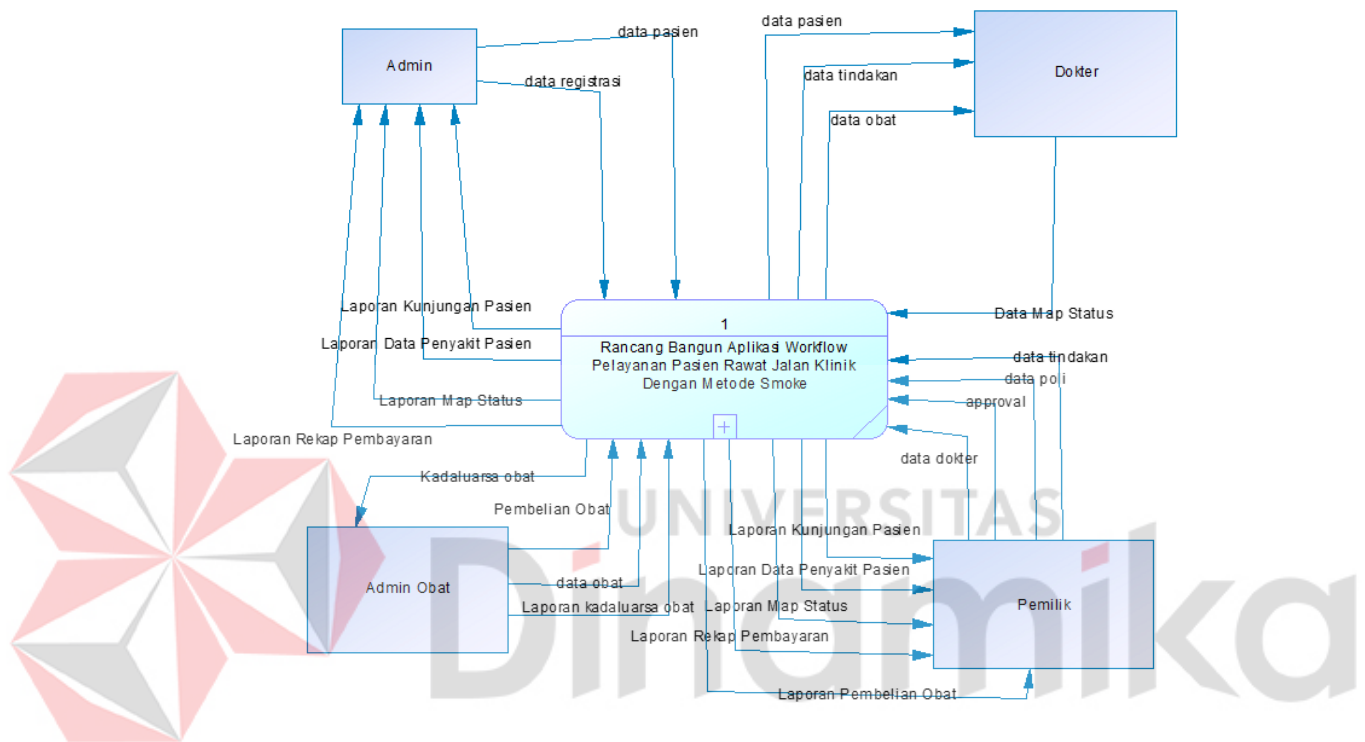 data pasien
data pasien
Admin
Dokter
data registrasi
data tindakan
data obat
Laporan Kunjungan Pasien
Data Map Status
1
Laporan Data Penyakit Pasien
Rancang Bangun Aplikasi Workflow
Pelayanan Pasien Rawat Jalan Klinik
Dengan Metode Smoke
data tindakan
data poli
Laporan Map Status
approval
Laporan Rekap Pembayaran
data dokter
Kadaluarsa obat
Pembelian Obat
UNIVERSITAS
Dinamika
Laporan Kunjungan Pasien
Admin Obat
data obat
Laporan Data Penyakit Pasien
Laporan kadaluarsa obat
Laporan Map Status
Pemilik
Laporan Rekap Pembayaran
Laporan Pembelian Obat